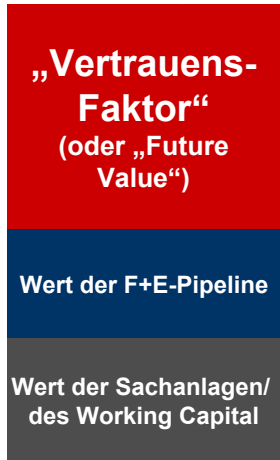 „Vertrauens-
Faktor“
(oder „Future
Value“)
Wert der F+E-Pipeline
Wert der Sachanlagen/
des Working Capital